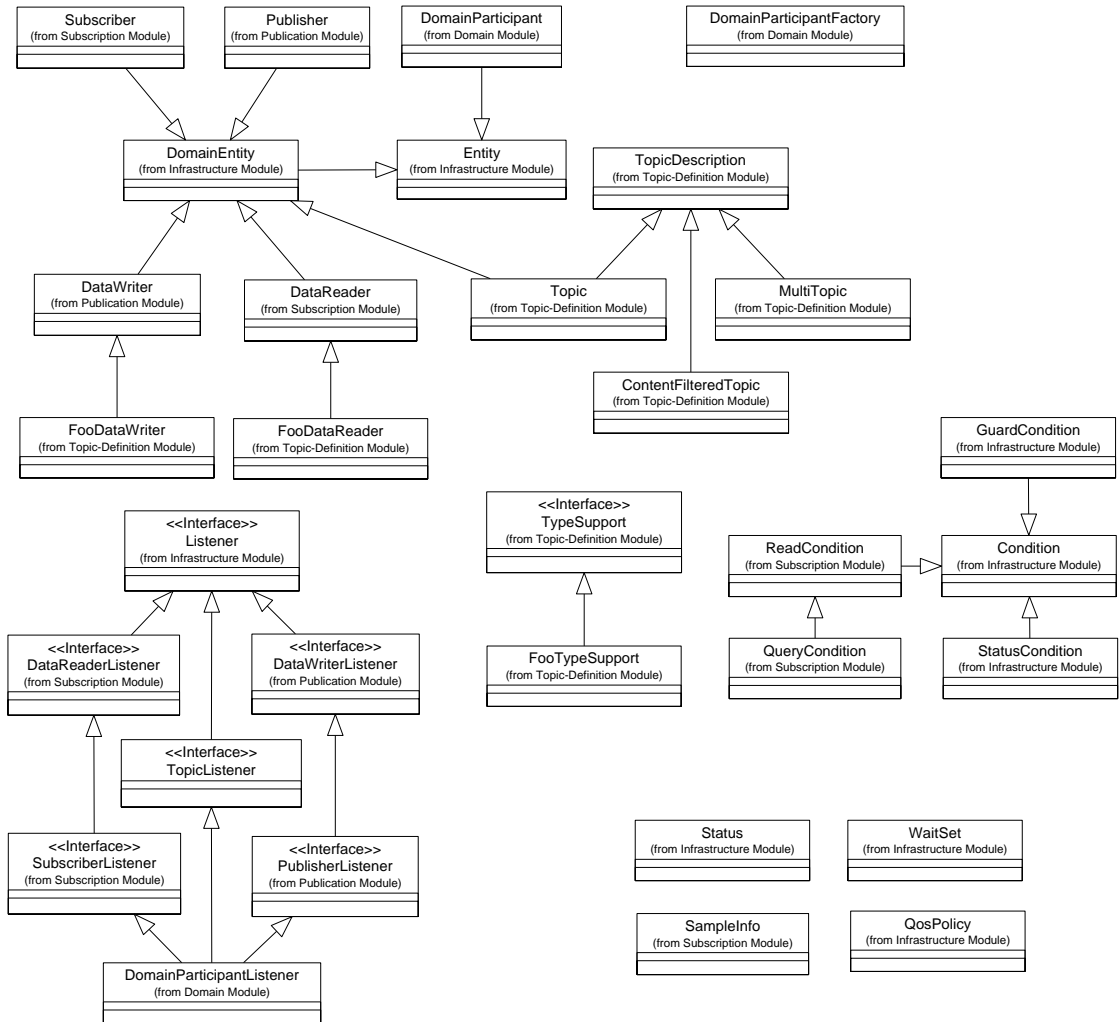 Subscriber
(from Subscription Module)
Publisher
(from Publication Module)
DomainParticipant
(from Domain Module)
DomainParticipantFactory
(from Domain Module)
DomainEntity
(from Infrastructure Module)
Entity
(from Infrastructure Module)
TopicDescription
(from Topic-Definition Module)
DataWriter
(from Publication Module)
DataReader
(from Subscription Module)
Topic
(from Topic-Definition Module)
MultiTopic
(from Topic-Definition Module)
ContentFilteredTopic
(from Topic-Definition Module)
FooDataWriter
(from Topic-Definition Module)
FooDataReader
(from Topic-Definition Module)
GuardCondition
(from Infrastructure Module)
<<Interface>>
Listener
(from Infrastructure Module)
<<Interface>>
TypeSupport
(from Topic-Definition Module)
ReadCondition
(from Subscription Module)
Condition
(from Infrastructure Module)
<<Interface>>
DataReaderListener
(from Subscription Module)
<<Interface>>
DataWriterListener
(from Publication Module)
FooTypeSupport
(from Topic-Definition Module)
QueryCondition
(from Subscription Module)
StatusCondition
(from Infrastructure Module)
<<Interface>>
TopicListener
<<Interface>>
SubscriberListener
(from Subscription Module)
<<Interface>>
PublisherListener
(from Publication Module)
Status
(from Infrastructure Module)
WaitSet
(from Infrastructure Module)
SampleInfo
(from Subscription Module)
QosPolicy
(from Infrastructure Module)
DomainParticipantListener
(from Domain Module)